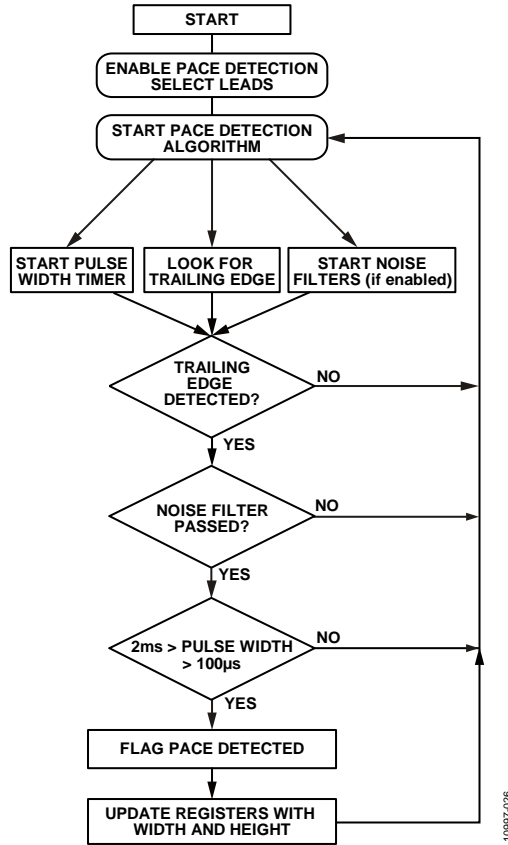 START
ENABLE PACE DETECTION
SELECT LEADS
START PACE DETECTION
ALGORITHM
START PULSE
WIDTH TIMER
LOOK FOR
TRAILING EDGE
START NOISE
FILTERS (if enabled)
TRAILING
EDGE
DETECTED?
NO
YES
NOISE FILTER
PASSED?
NO
YES
2ms > PULSE WIDTH
> 100µs
NO
YES
FLAG PACE DETECTED
UPDATE REGISTERS WITH
WIDTH AND HEIGHT
10997-026